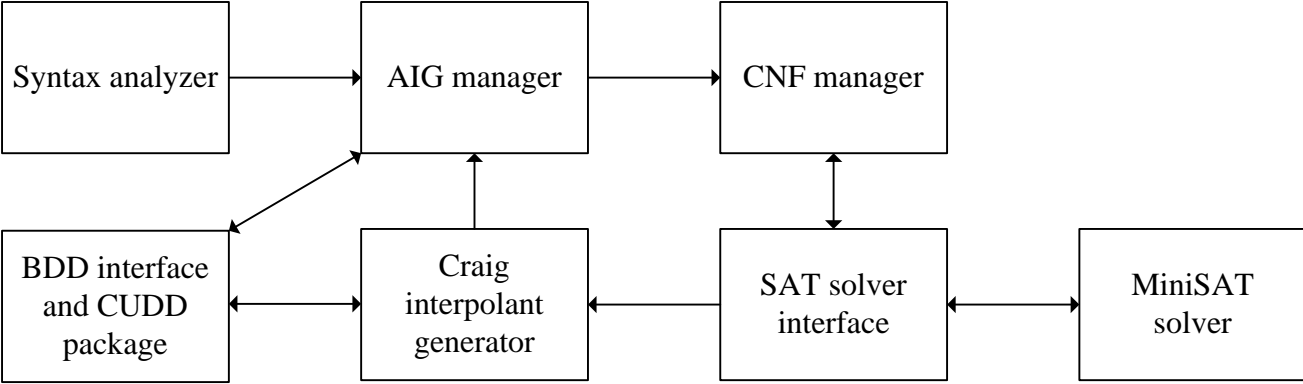 Syntax analyzer
AIG manager
CNF manager
BDD interface
and CUDD
package
Craig
interpolant
generator
SAT solver
interface
MiniSAT
solver